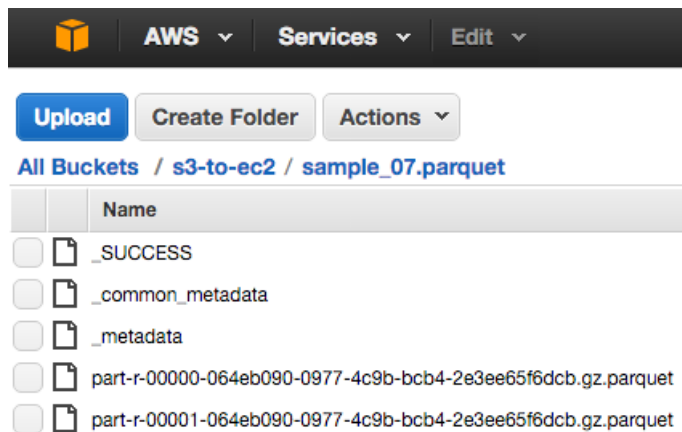 AWS Services Edit
Upload Create Folder Actions
All Buckets / s3-to-ec2 / sample_07.parquet
Name
_SUCCESS
_common_metadata
_metadata
part-r-00000-064eb090-0977-4c9b-bcb4-2e3ee65f6dcb.gz.parquet
part-r-00001-064eb090-0977-4c9b-bcb4-2e3ee65f6dcb.gz.parquet